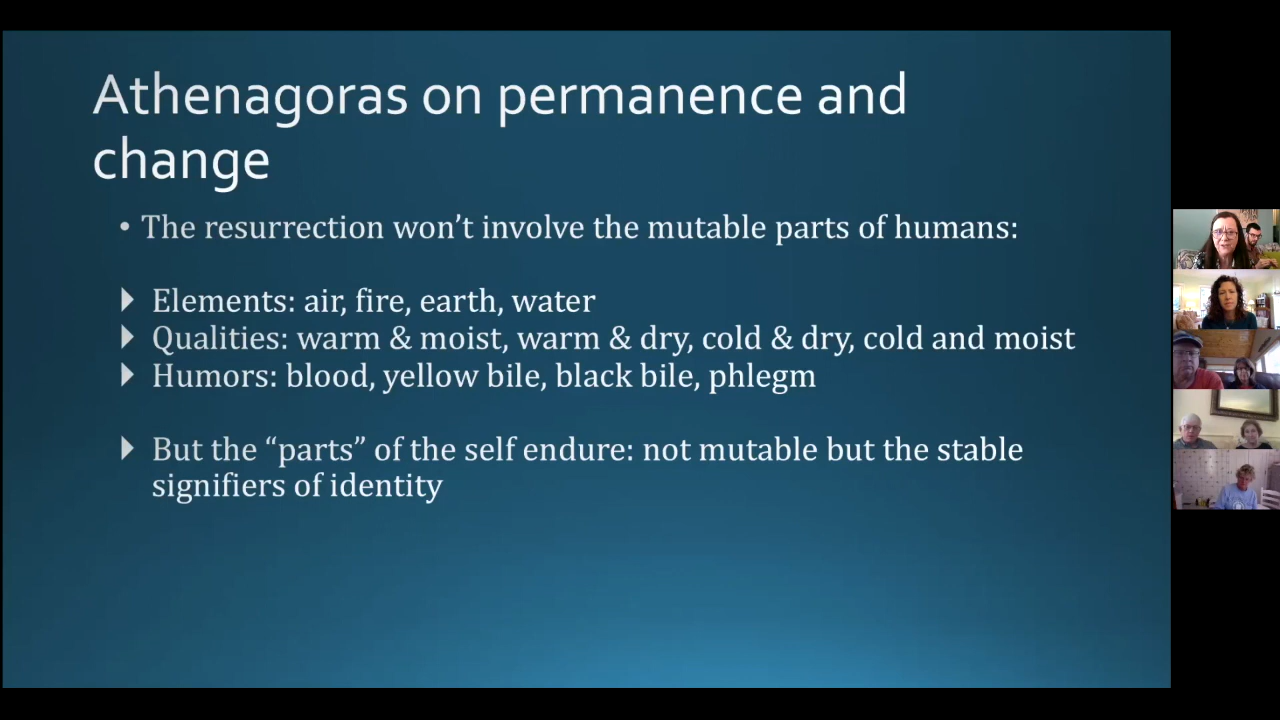 Athenagoras on permanence and
change
• The resurrection won’t involve the mutable parts of humans:
Elements: air, fire, earth, water
Qualities: warm & moist, warm & dry, cold & dry, cold and moist
Humors: blood, yellow bile, black bile, phlegm
But the “parts” of the self endure: not mutable but the stable
signifiers of identity